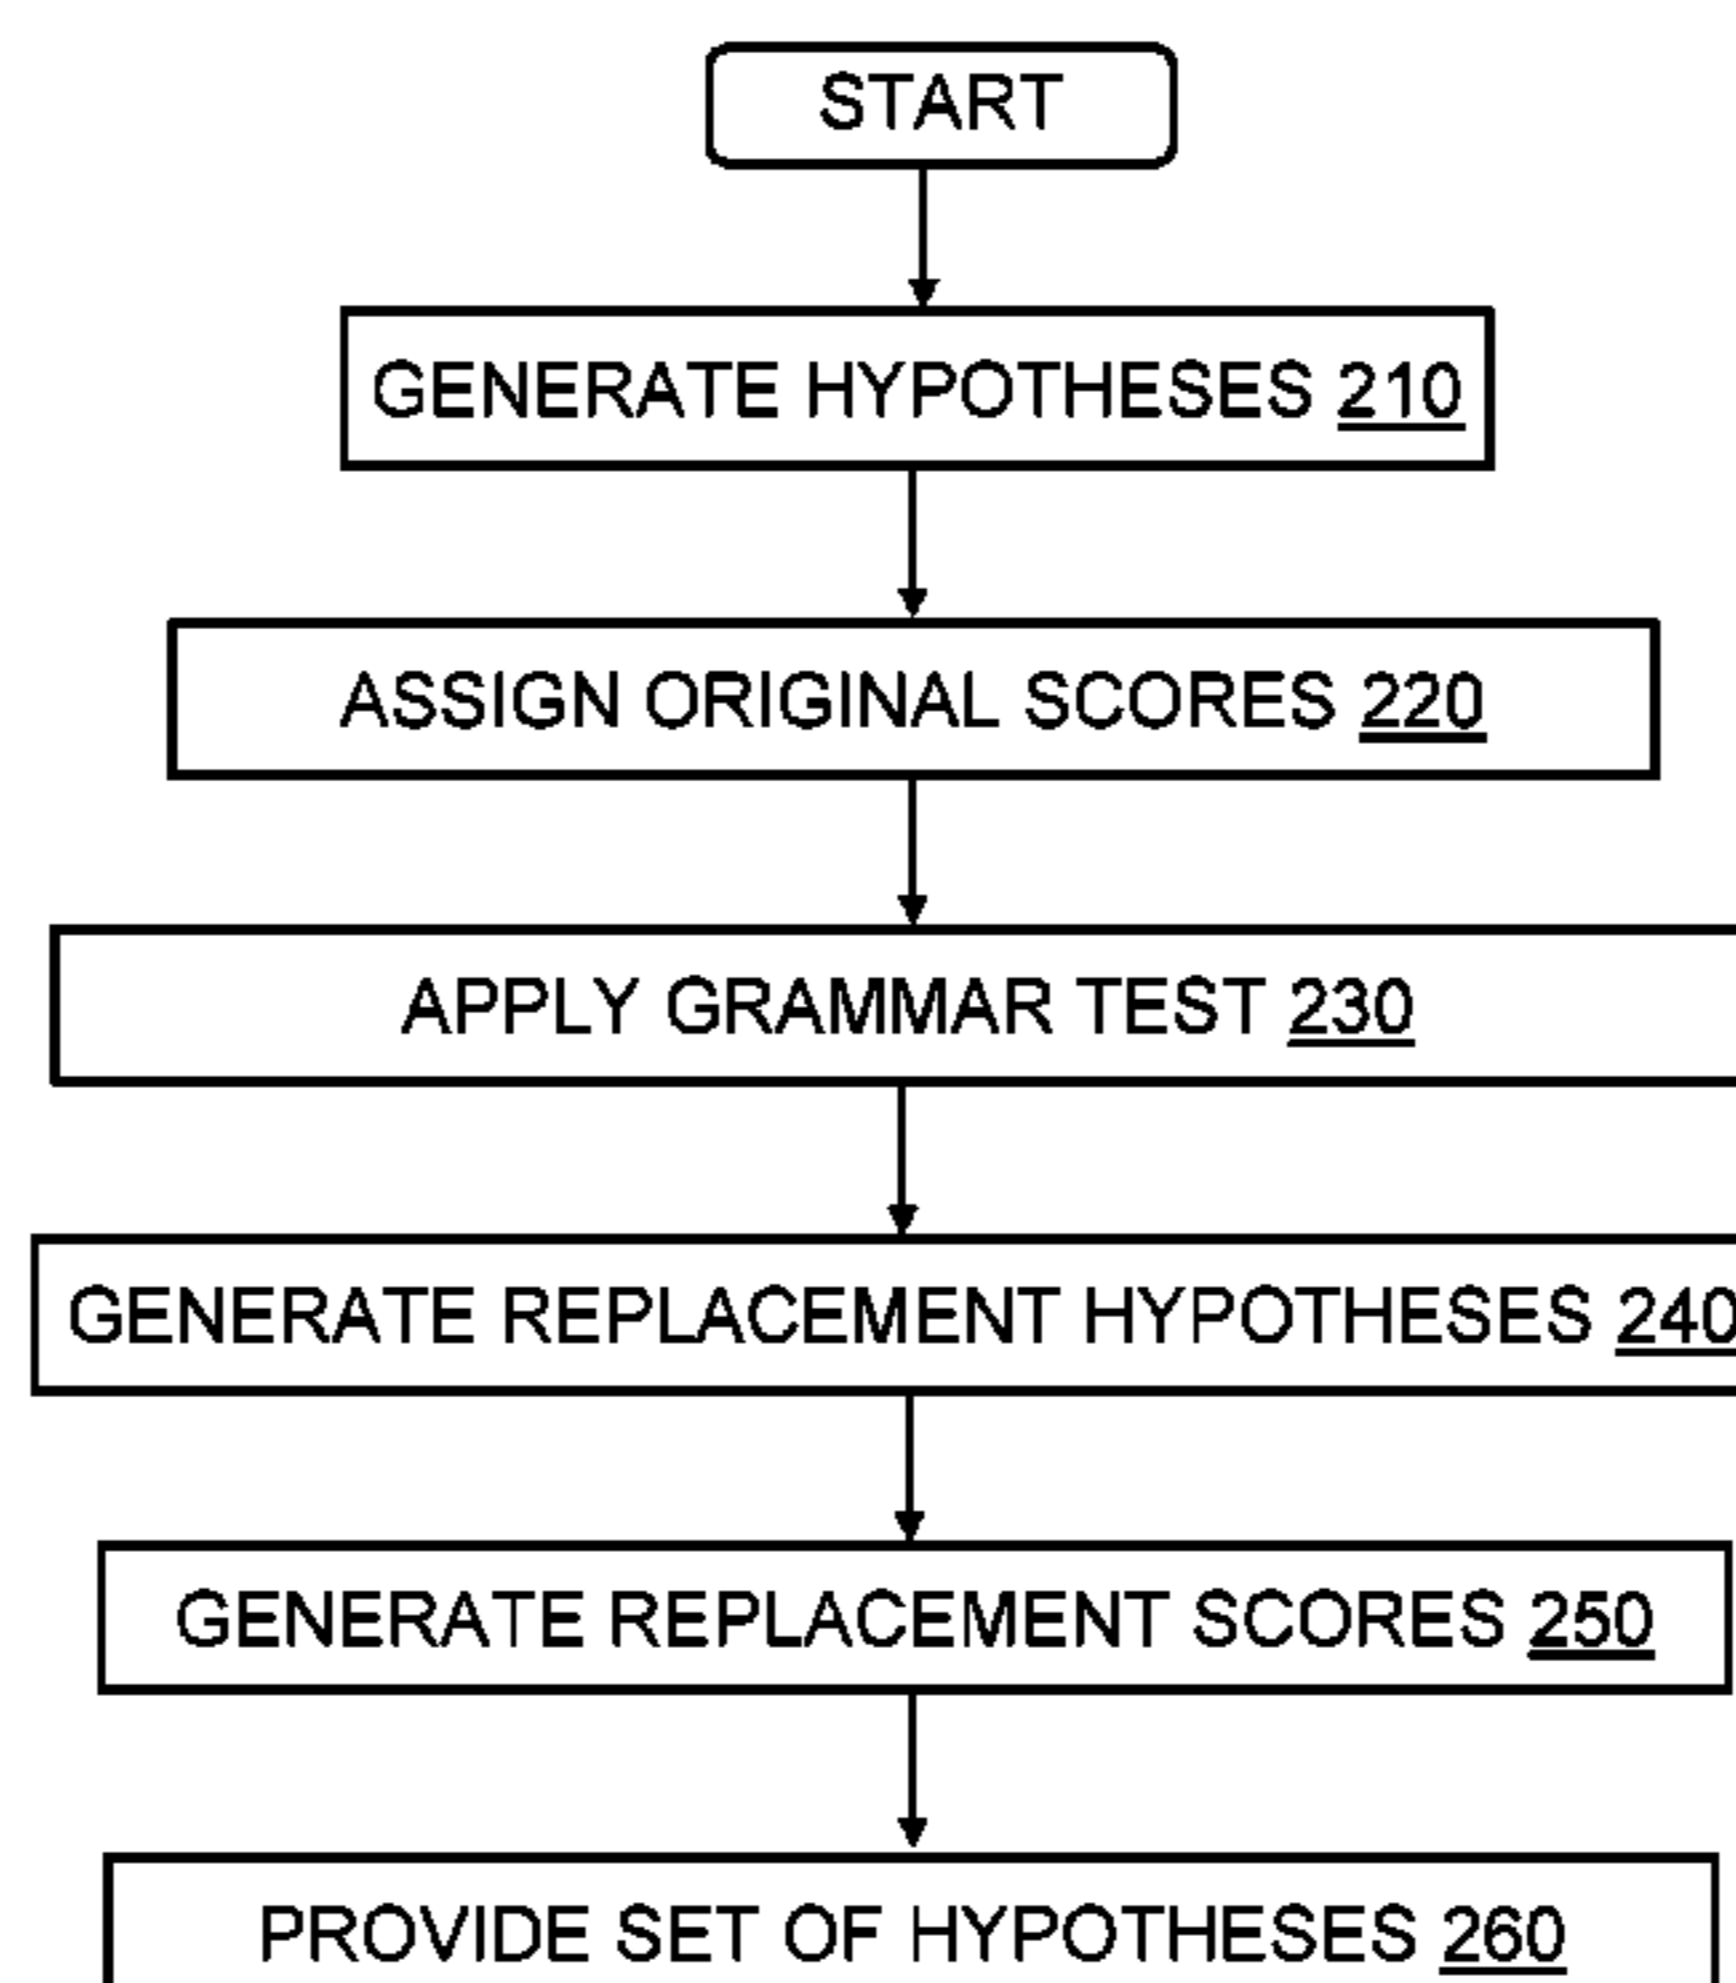 START
GENERATE HYPOTHESES 210
ASSIGN ORIGINAL SCORES 220
APPLY GRAMMAR TEST 230
GENERATE REPLACEMENT HYPOTHESES 240
GENERATE REPLACEMENT SCORES 250
PROVIDE SET OF HYPOTHESES 260